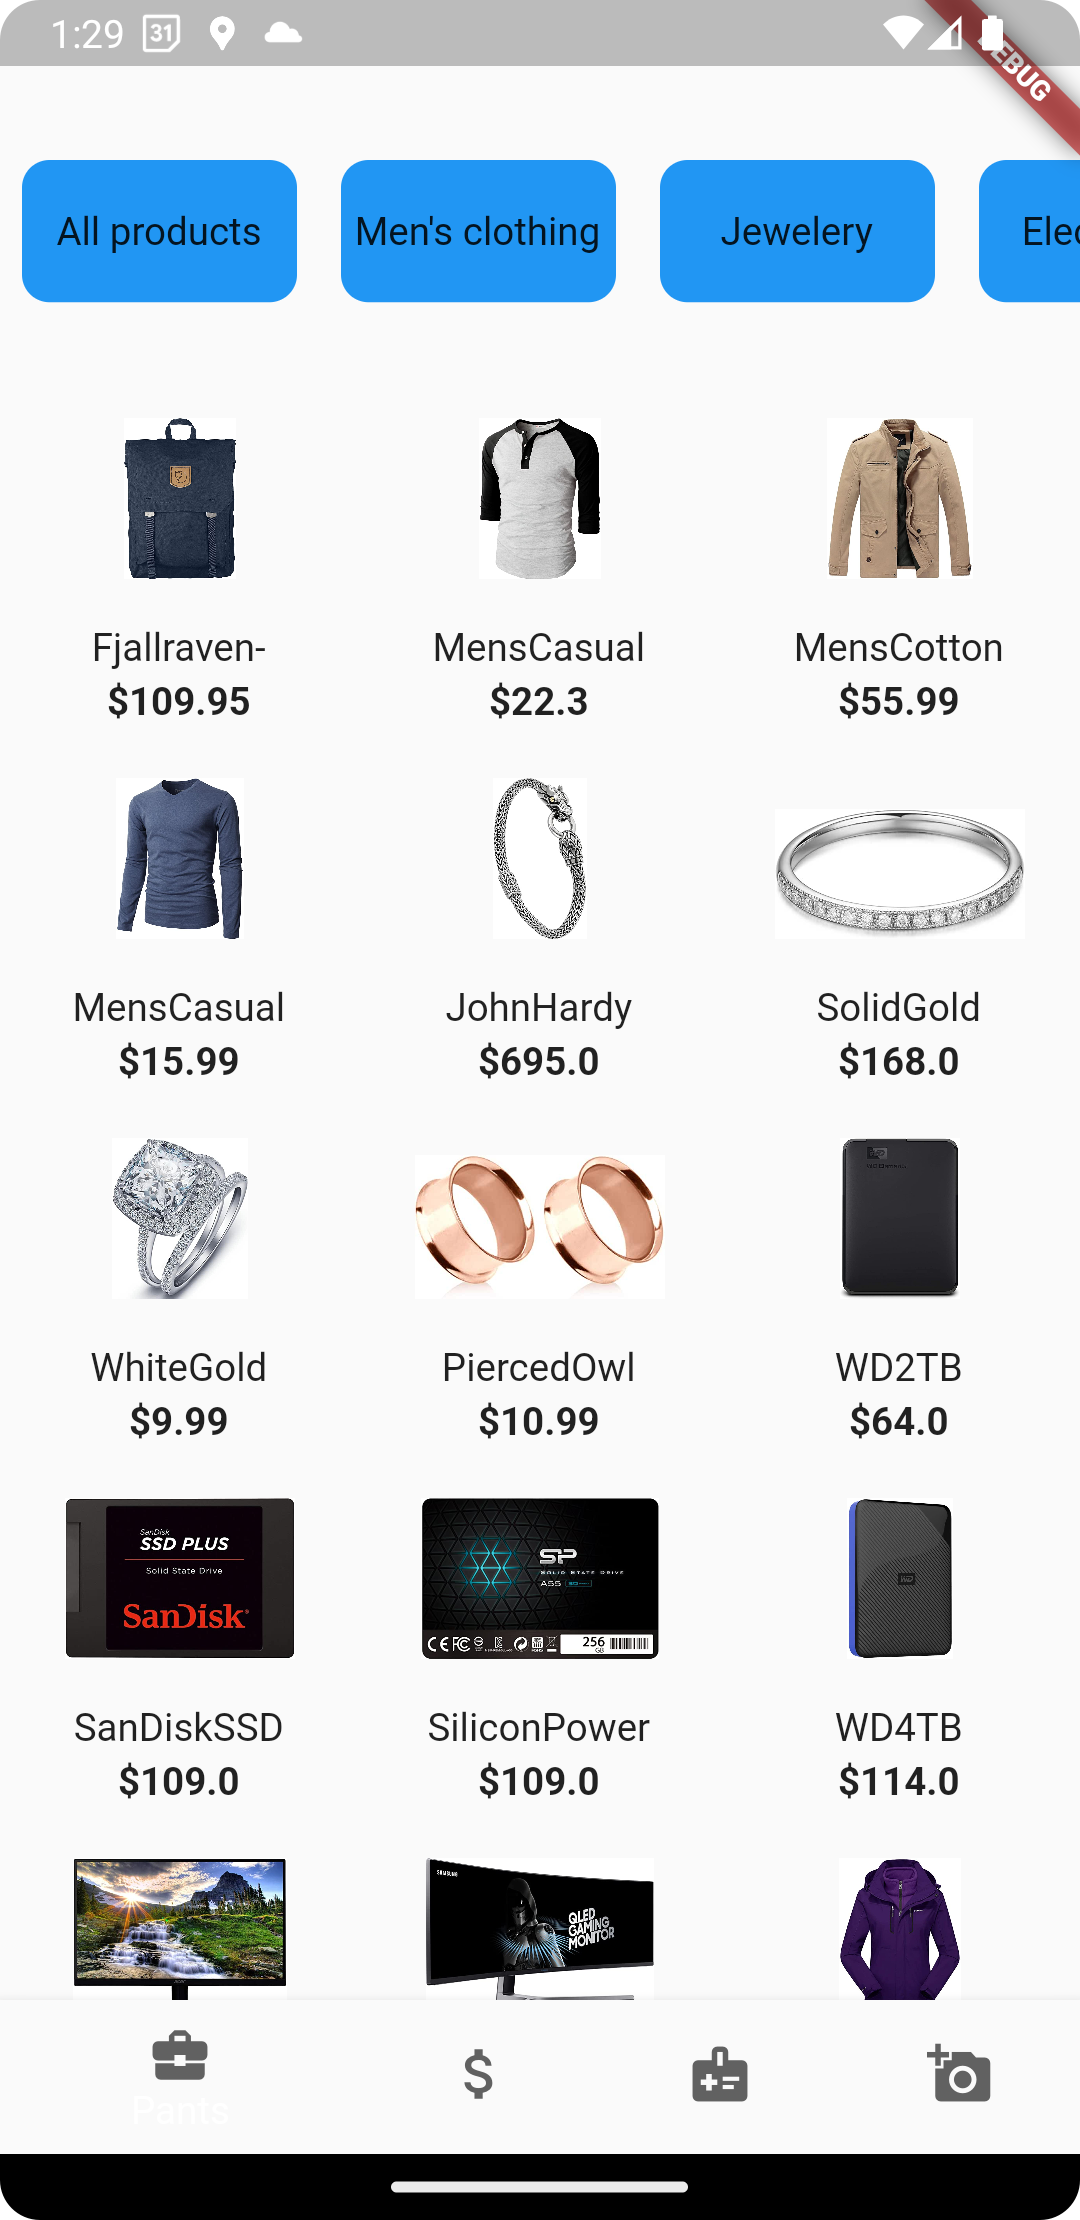 1:29
31
DEBUG
All products
Men's clothing
Jewelery
Elec
Fjallraven-
MensCasual
MensCotton
$109.95
$22.3
$55.99
MensCasual
JohnHardy
SolidGold
$15.99
$695.0
$168.0
WhiteGold
PiercedOwl
WD2TB
$9.99
$10.99
$64.0
SanDisk
SSD PLUS
Solid State Drive
SanDisk
SP
SOLID STATE DRIVE
A55
256
GB
WD
SanDiskSSD
SiliconPower
WD4TB
$109.0
$109.0
$114.0
SAMSUNG
QLED
GAMING
MONITOR
acer
Pants